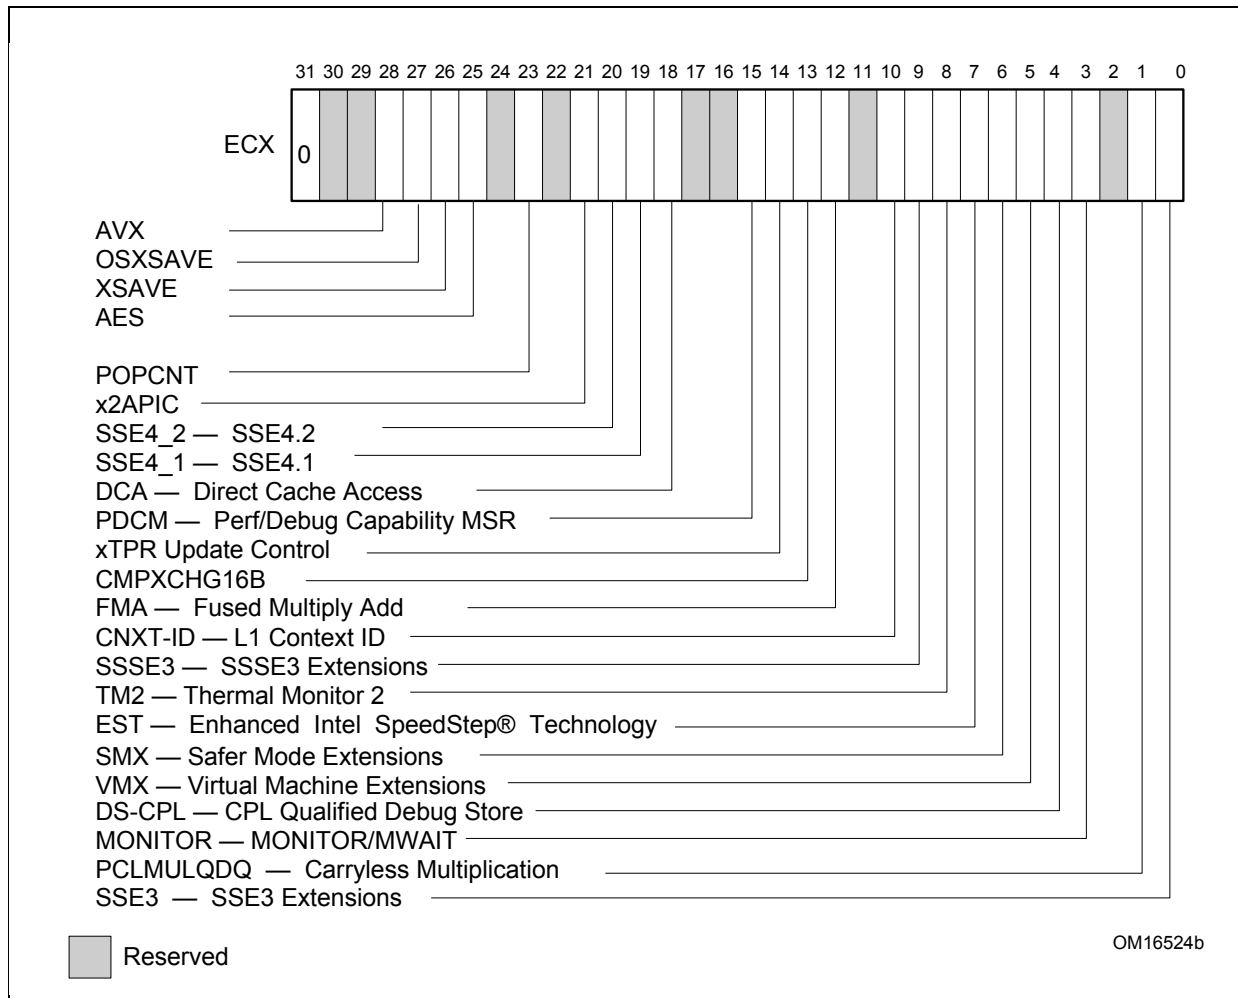 31 30 29 28 27 26 25 24 23 22 21 20 19 18 17 16 15 14 13 12 11 10 9 8 7 6 5 4 3 2 1 0
ECX 0
AVX
OSXSAVE
XSAVE
AES
POPCNT
x2APIC
SSE4_2 — SSE4.2
SSE4_1 — SSE4.1
DCA — Direct Cache Access
PDCM — Perf/Debug Capability MSR
xTPR Update Control
CMPXCHG16B
FMA — Fused Multiply Add
CNXT-ID — L1 Context ID
SSSE3 — SSSE3 Extensions
TM2 — Thermal Monitor 2
EST — Enhanced Intel SpeedStep® Technology
SMX — Safer Mode Extensions
VMX — Virtual Machine Extensions
DS-CPL — CPL Qualified Debug Store
MONITOR — MONITOR/MWAIT
PCLMULQDQ — Carryless Multiplication
SSE3 — SSE3 Extensions
OM16524b
Reserved